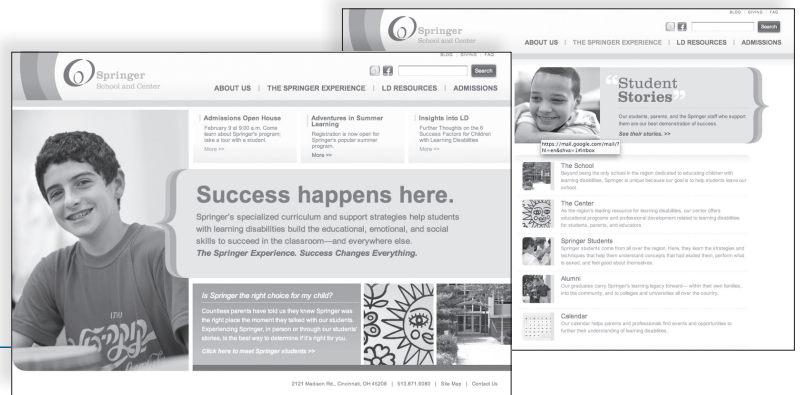 BLOG | GIVING | FAQ
Search
ABOUT US | THE SPRINGER EXPERIENCE | LD RESOURCES | ADMISSIONS
Springer
School and Center
"Student
Stories"
Our students, parents, and the Springer staff who support
them are our best demonstration of success.
See their stories. >>
https://mail.google.com/mail/?
hl=en&shva=1#inbox
The School
Beyond being the only school in the region dedicated to educating children with
learning disabilities, Springer is unique because our goal is to help students leave our
school.
The Center
As the region's leading resource for learning disabilities, our center offers
educational programs and professional development related to learning disabilities
for students, parents, and educators.
Springer Students
Springer students come from all over the region. Here, they learn the strategies and
techniques that help them understand concepts that had eluded them, perform what
is asked, and feel good about themselves.
Alumni
Our graduates carry Springer's learning legacy forward—within their own families,
into the community, and to colleges and universities all over the country.
Calendar
Our calendar helps parents and professionals find events and opportunities to
further their understanding of learning disabilities.
BLOG | GIVING | FAQ
Springer
School and Center
Search
ABOUT US | THE SPRINGER EXPERIENCE | LD RESOURCES | ADMISSIONS
Admissions Open House
February 9 at 9:00 a.m. Come
learn about Springer's program;
take a tour with a student.
More >>
Adventures in Summer
Learning
Registration is now open for
Springer's popular summer
program.
More >>
Insights into LD
Further Thoughts on the 6
Success Factors for Children
with Learning Disabilities
More >>
Success happens here.
Springer's specialized curriculum and support strategies help students
with learning disabilities build the educational, emotional, and social
skills to succeed in the classroom—and everywhere else.
The Springer Experience. Success Changes Everything.
Is Springer the right choice for my child?
Countless parents have told us they knew Springer was
the right place the moment they talked with our students.
Experiencing Springer, in person or through our students'
stories, is the best way to determine if it's right for you.
Click here to meet Springer students >>
2121 Madison Rd., Cincinnati, OH 45208 | 513.871.6080 | Site Map | Contact Us